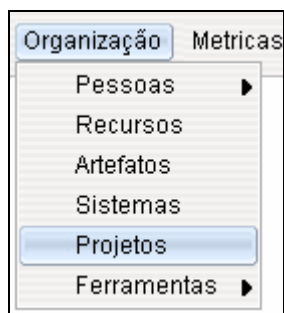 Organização Metricas
Pessoas
Recursos
Artefatos
Sistemas
Projetos
Ferramentas